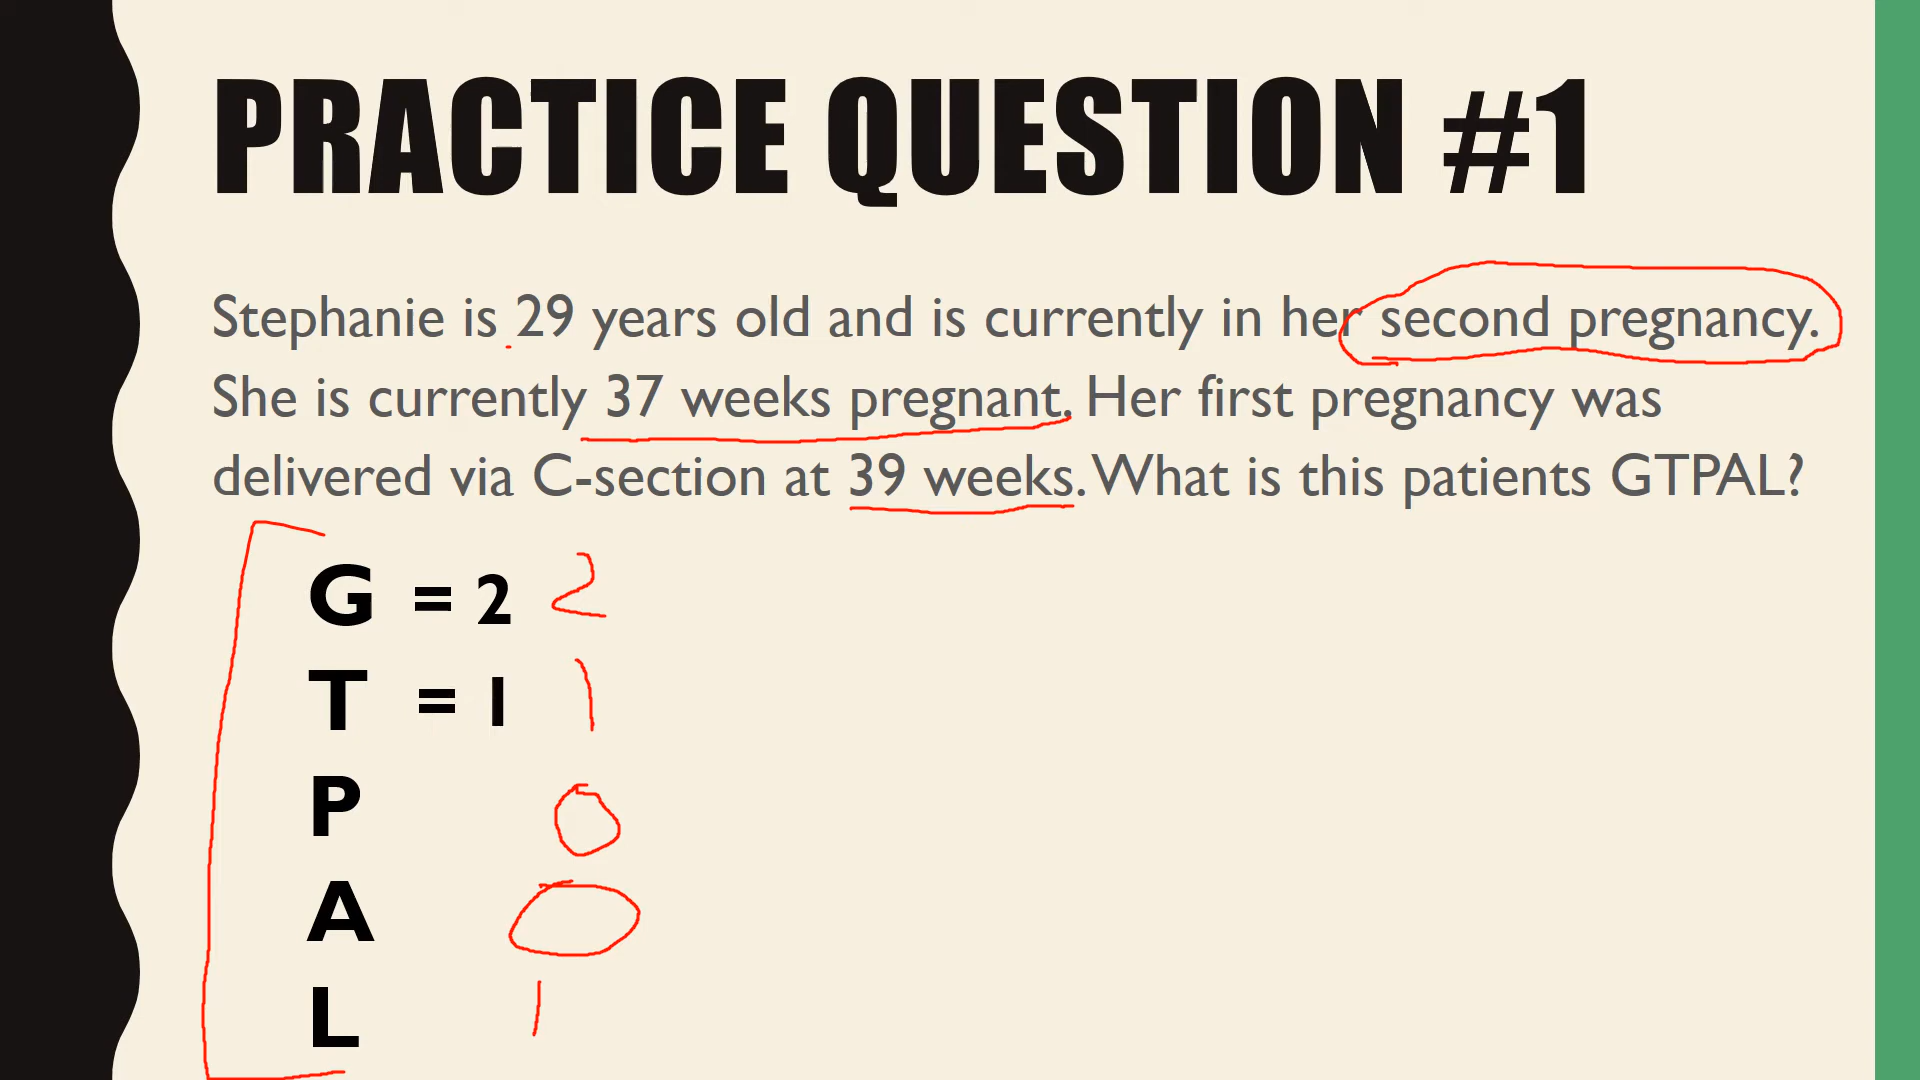 PRACTICE QUESTION #1
Stephanie is 29 years old and is currently in her second pregnancy.
She is currently 37 weeks pregnant. Her first pregnancy was
delivered via C-section at 39 weeks. What is this patients GTPAL?
G = 2 2
T = 1 1
P 0
A 0
L 1